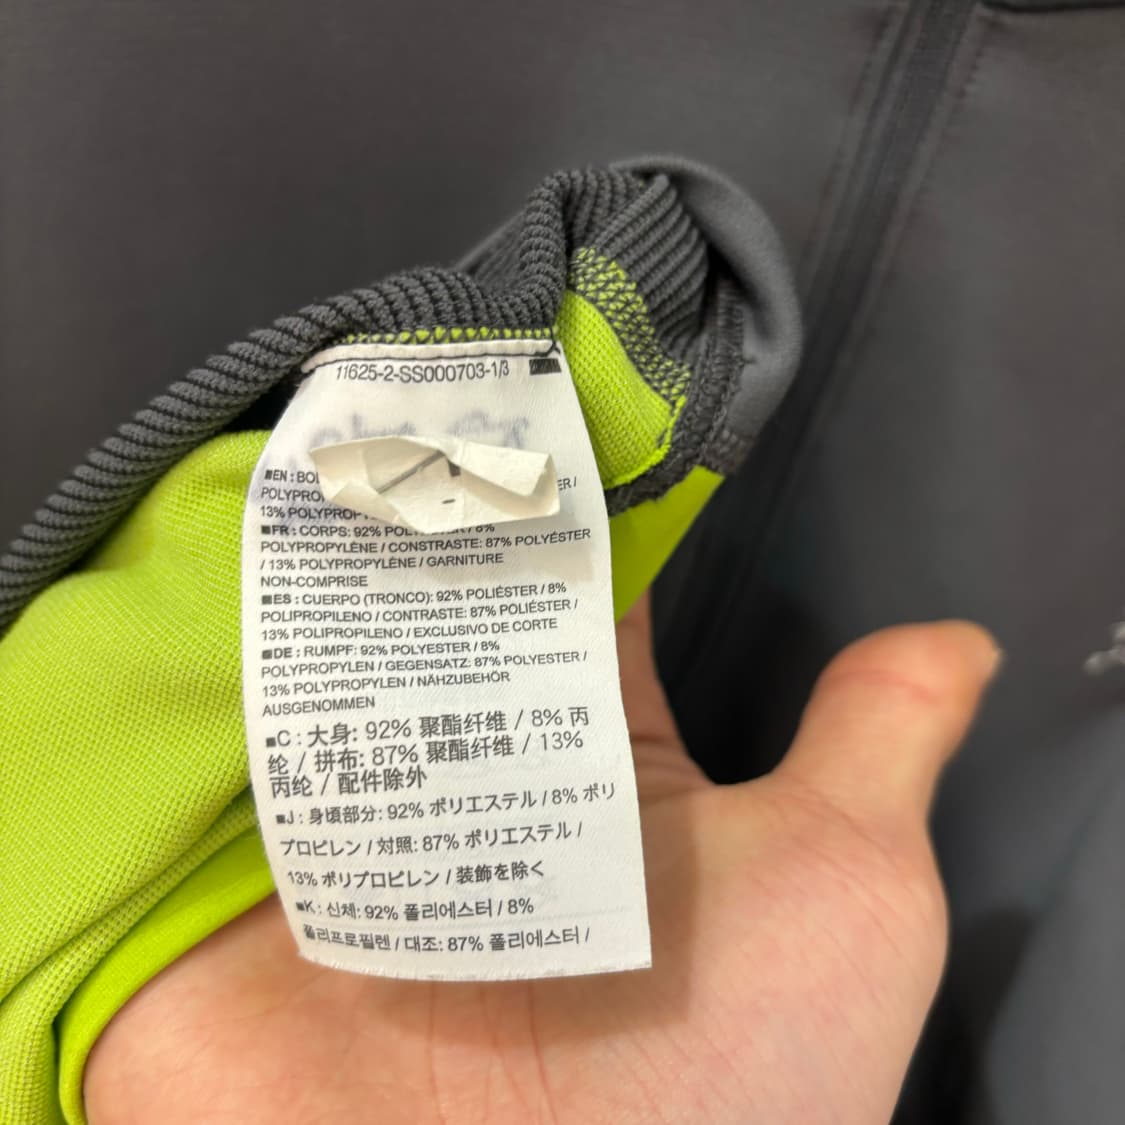 11625-2-SS000703-1/3
■EN : BO
POLYPRO ER /
13% POLYPROP
■FR : CORPS: 92% POL / 8%
POLYPROPYLÈNE / CONSTRASTE: 87% POLYÉSTER
/ 13% POLYPROPYLÈNE / GARNITURE
NON-COMPRISE
■ES : CUERPO (TRONCO): 92% POLIÉSTER / 8%
POLIPROPILENO / CONTRASTE: 87% POLIÉSTER /
13% POLIPROPILENO / EXCLUSIVO DE CORTE
■DE : RUMPF: 92% POLYESTER / 8%
POLYPROPYLEN / GEGENSATZ: 87% POLYESTER /
13% POLYPROPYLEN / NÄHZUBEHÖR
AUSGENOMMEN
■C : 大身: 92% 聚酯纤维 / 8% 丙
纶 / 拼布: 87% 聚酯纤维 / 13%
丙纶 / 配件除外
■J : 身頃部分: 92% ポリエステル / 8% ポリ
プロピレン / 対照: 87% ポリエステル /
13% ポリプロピレン / 装飾を除く
■K : 신체: 92% 폴리에스터 / 8%
폴리프로필렌 / 대조: 87% 폴리에스터 /